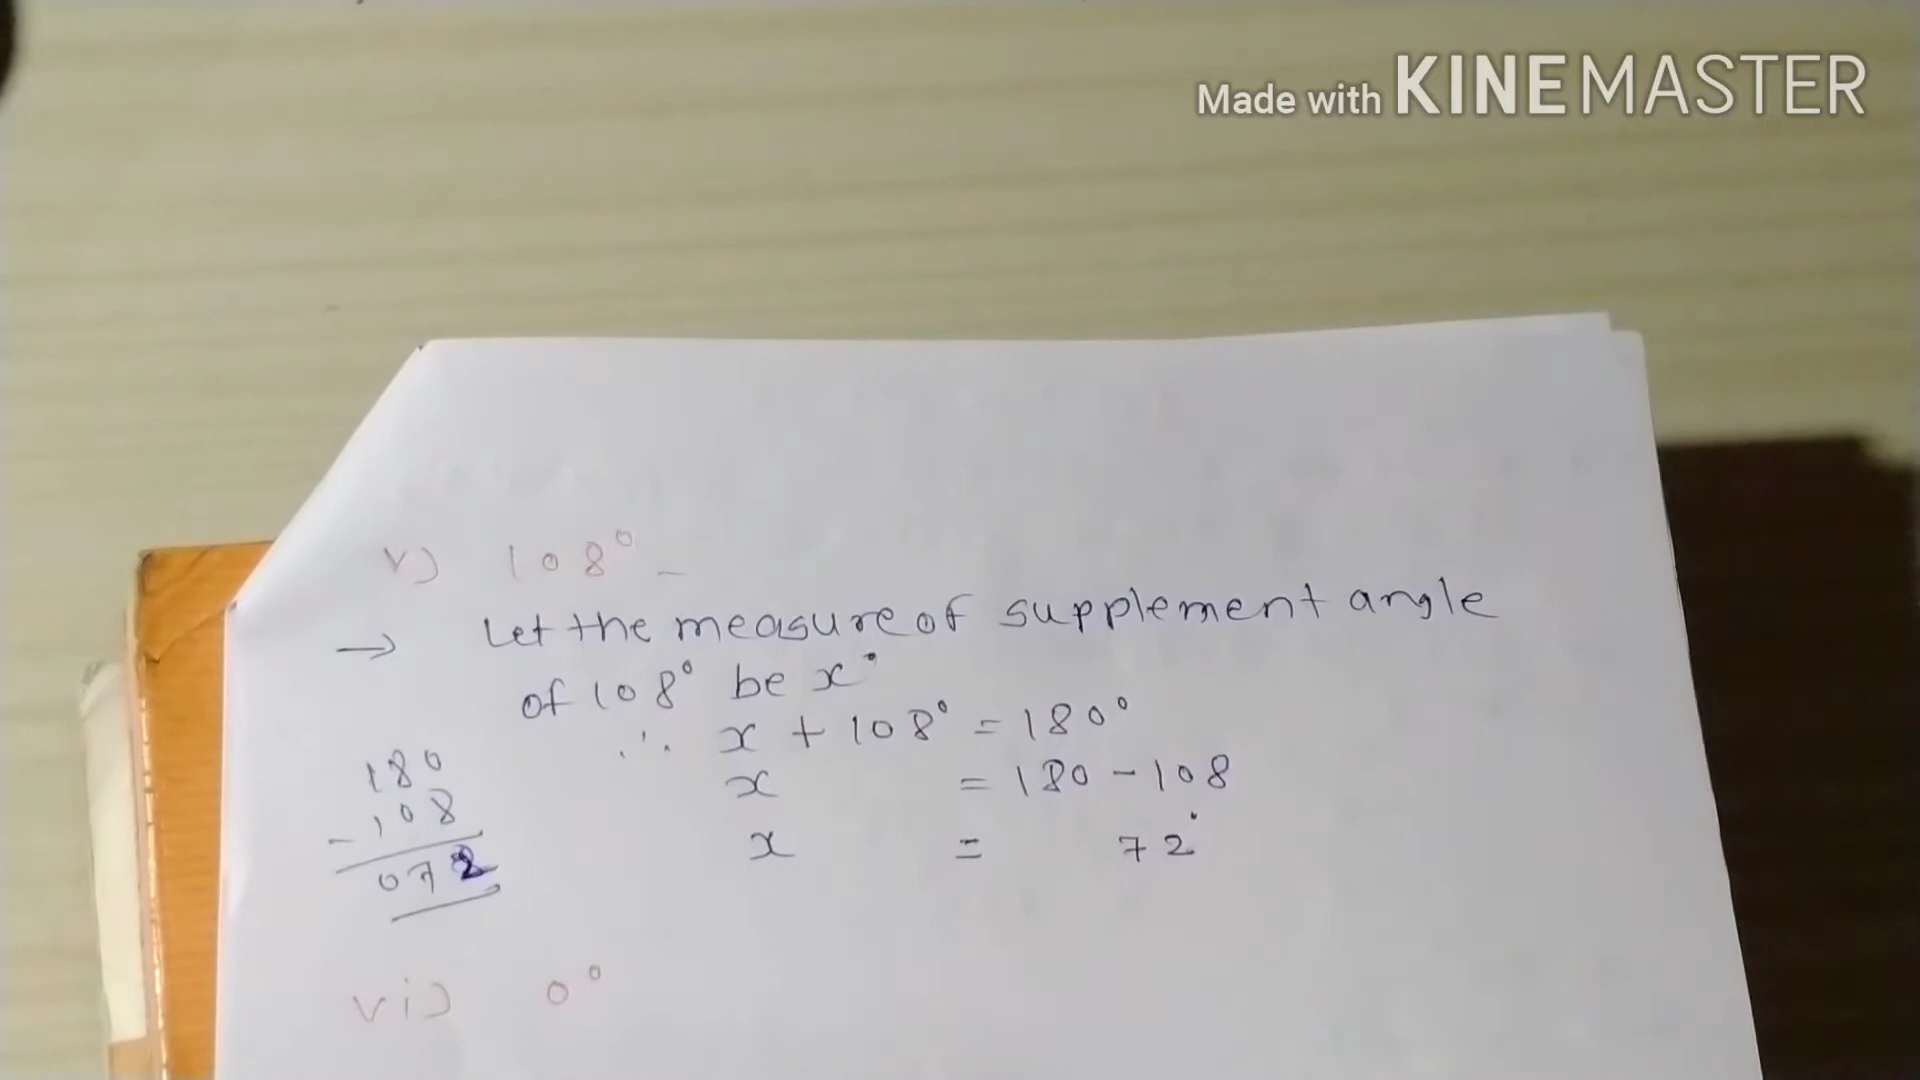 Made with KINEMASTER
v) 108° -
→ Let the measure of supplement angle
of 108° be x°
∴ x + 108° = 180°
x = 180 - 108
x = 72°
180
- 108
072
vi) 0°